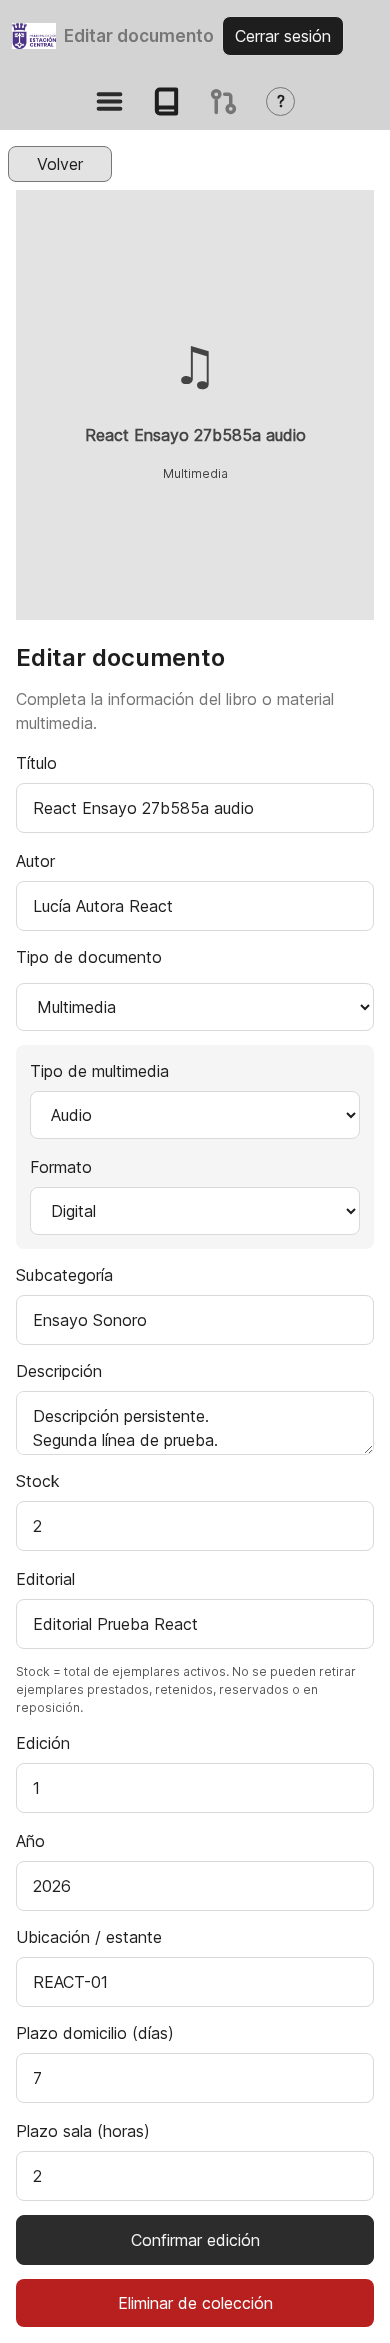 MUNICIPALIDAD
ESTACIÓN
CENTRAL
Editar documento
Cerrar sesión
?
Volver
React Ensayo 27b585a audio
Multimedia
Editar documento
Completa la información del libro o material
multimedia.
Título
React Ensayo 27b585a audio
Autor
Lucía Autora React
Tipo de documento
Multimedia
Tipo de multimedia
Audio
Formato
Digital
Subcategoría
Ensayo Sonoro
Descripción
Descripción persistente.
Segunda línea de prueba.
Stock
2
Editorial
Editorial Prueba React
Stock = total de ejemplares activos. No se pueden retirar
ejemplares prestados, retenidos, reservados o en
reposición.
Edición
1
Año
2026
Ubicación / estante
REACT-01
Plazo domicilio (días)
7
Plazo sala (horas)
2
Confirmar edición
Eliminar de colección